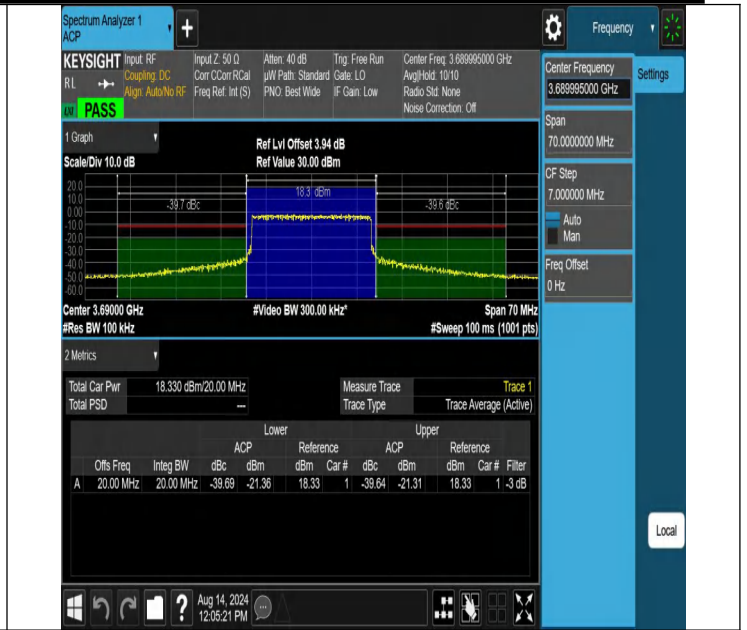 Spectrum Analyzer 1
ACP
Frequency
KEYSIGHT
RL
PASS
Input: RF
Coupling: DC
Align: Auto/No RF
Input Z: 50 Ω
Corr CCorr RCal
Freq Ref: Int (S)
Atten: 40 dB
µW Path: Standard
PNO: Best Wide
Trig: Free Run
Gate: LO
IF Gain: Low
Center Freq: 3.689995000 GHz
Avg|Hold: 10/10
Radio Std: None
Noise Correction: Off
Center Frequency
3.689995000 GHz
Settings
Span
70.0000000 MHz
CF Step
7.000000 MHz
Auto
Man
Freq Offset
0 Hz
1 Graph
Scale/Div 10.0 dB
Ref Lvl Offset 3.94 dB
Ref Value 30.00 dBm
20.0
10.0
0.00
-10.0
-20.0
-30.0
-40.0
-50.0
-60.0
-39.7 dBc
18.3 dBm
-39.6 dBc
Center 3.69000 GHz
#Video BW 300.00 kHz*
Span 70 MHz
#Res BW 100 kHz
#Sweep 100 ms (1001 pts)
2 Metrics
Total Car Pwr 18.330 dBm/20.00 MHz
Total PSD ---
Measure Trace Trace 1
Trace Type Trace Average (Active)
Lower Upper
ACP Reference ACP Reference
Offs Freq Integ BW dBc dBm dBm Car # dBc dBm dBm Car # Filter
A 20.00 MHz 20.00 MHz -39.69 -21.36 18.33 1 -39.64 -21.31 18.33 1 -3 dB
Local
Aug 14, 2024
12:05:21 PM